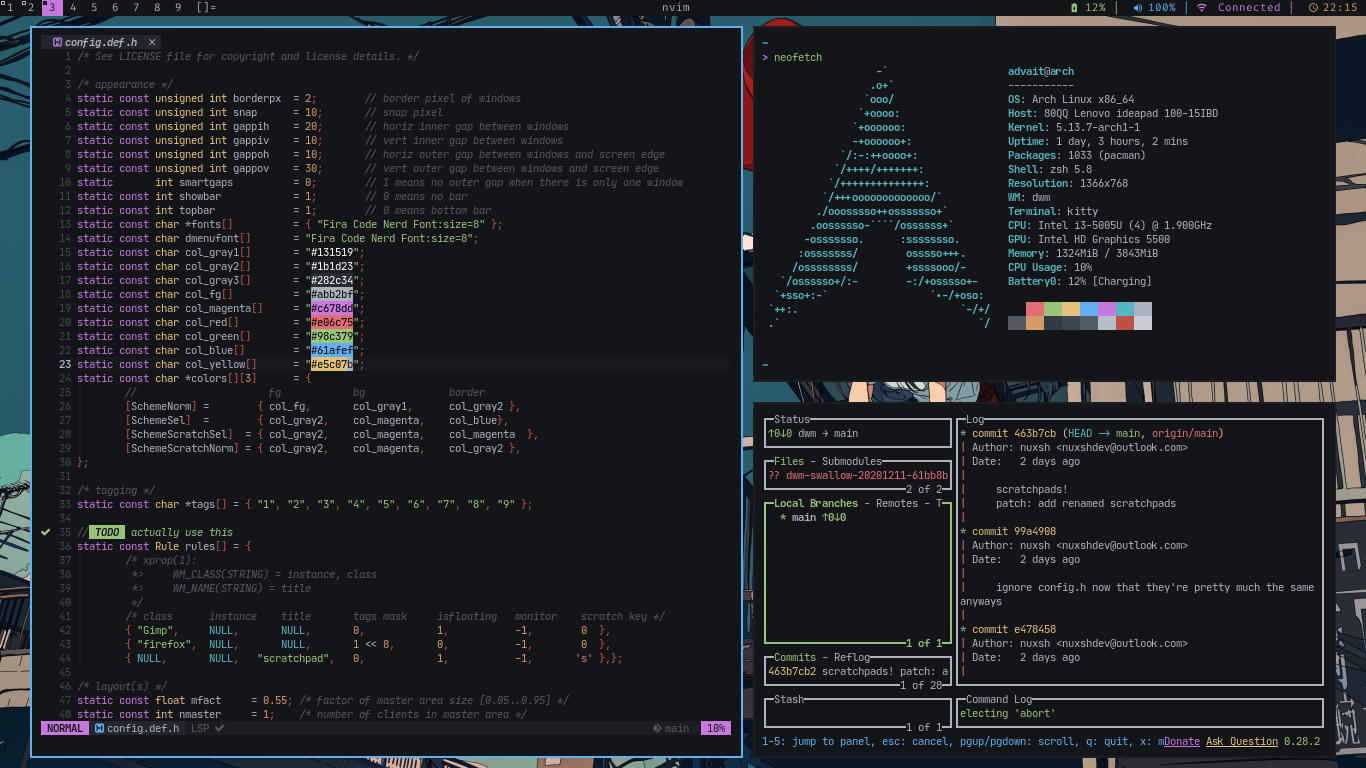 1 2 3 4 5 6 7 8 9 []= nvim 12% | 100% | Connected | 22:15
config.def.h ×
1 /* See LICENSE file for copyright and license details. */
2
3 /* appearance */
4 static const unsigned int borderpx = 2; // border pixel of windows
5 static const unsigned int snap = 10; // snap pixel
6 static const unsigned int gappih = 20; // horiz inner gap between windows
7 static const unsigned int gappiv = 10; // vert inner gap between windows
8 static const unsigned int gappoh = 10; // horiz outer gap between windows and screen edge
9 static const unsigned int gappov = 30; // vert outer gap between windows and screen edge
10 static int smartgaps = 0; // 1 means no outer gap when there is only one window
11 static const int showbar = 1; // 0 means no bar
12 static const int topbar = 1; // 0 means bottom bar
13 static const char *fonts[] = { "Fira Code Nerd Font:size=8" };
14 static const char dmenufont[] = "Fira Code Nerd Font:size=8";
15 static const char col_gray1[] = "#131519";
16 static const char col_gray2[] = "#1b1d23";
17 static const char col_gray3[] = "#282c34";
18 static const char col_fg[] = "#abb2bf";
19 static const char col_magenta[] = "#c678dd";
20 static const char col_red[] = "#e06c75";
21 static const char col_green[] = "#98c379";
22 static const char col_blue[] = "#61afef";
23 static const char col_yellow[] = "#e5c07b";
24 static const char *colors[][3] = {
25 // fg bg border
26 [SchemeNorm] = { col_fg, col_gray1, col_gray2 },
27 [SchemeSel] = { col_gray2, col_magenta, col_blue},
28 [SchemeScratchSel] = { col_gray2, col_magenta, col_magenta },
29 [SchemeScratchNorm] = { col_gray2, col_magenta, col_gray2 },
30 };
31
32 /* tagging */
33 static const char *tags[] = { "1", "2", "3", "4", "5", "6", "7", "8", "9" };
34
35 // TODO actually use this
36 static const Rule rules[] = {
37 /* xprop(1):
38 *> WM_CLASS(STRING) = instance, class
39 *> WM_NAME(STRING) = title
40 */
41 /* class instance title tags mask isfloating monitor scratch key */
42 { "Gimp", NULL, NULL, 0, 1, -1, 0 },
43 { "firefox", NULL, NULL, 1 << 8, 0, -1, 0 },
44 { NULL, NULL, "scratchpad", 0, 1, -1, 's' },};
45
46 /* layout(s) */
47 static const float mfact = 0.55; /* factor of master area size [0.05..0.95] */
48 static const int nmaster = 1; /* number of clients in master area */
NORMAL config.def.h LSP ✔ main 10%
~
> neofetch
-`
.o+`
`ooo/
`+oooo:
`+oooooo:
-+oooooo+:
`/:-:++oooo+:
`/++++/+++++++:
`/++++++++++++++:
`/+++ooooooooooooo/`
./ooosssso++osssssso+`
.oossssso-````/ossssss+`
-osssssso. :ssssssso.
:osssssss/ osssso+++.
/ossssssss/ +ssssooo/-
`/ossssso+/:- -:/+osssso+-
`+sso+:-` `.-/+oso:
`++:. `-/+/
.` `/
advait@arch
-----------
OS: Arch Linux x86_64
Host: 80QQ Lenovo ideapad 100-15IBD
Kernel: 5.13.7-arch1-1
Uptime: 1 day, 3 hours, 2 mins
Packages: 1033 (pacman)
Shell: zsh 5.8
Resolution: 1366x768
WM: dwm
Terminal: kitty
CPU: Intel i3-5005U (4) @ 1.900GHz
GPU: Intel HD Graphics 5500
Memory: 1324MiB / 3843MiB
CPU Usage: 10%
Battery0: 12% [Charging]
~
Status
↑0↓0 dwm → main
Files - Submodules
?? dwm-swallow-20201211-61bb8b
2 of 2
Local Branches - Remotes - T
* main ↑0↓0
1 of 1
Commits - Reflog
463b7cb2 scratchpads! patch: a
1 of 28
Stash
1 of 1
Log
* commit 463b7cb (HEAD -> main, origin/main)
| Author: nuxsh <nuxshdev@outlook.com>
| Date: 2 days ago
|
| scratchpads!
| patch: add renamed scratchpads
|
* commit 99a4908
| Author: nuxsh <nuxshdev@outlook.com>
| Date: 2 days ago
|
| ignore config.h now that they're pretty much the same
anyways
|
* commit e478458
| Author: nuxsh <nuxshdev@outlook.com>
| Date: 2 days ago
|
Command Log
electing 'abort'
1-5: jump to panel, esc: cancel, pgup/pgdown: scroll, q: quit, x: mDonate Ask Question 0.28.2